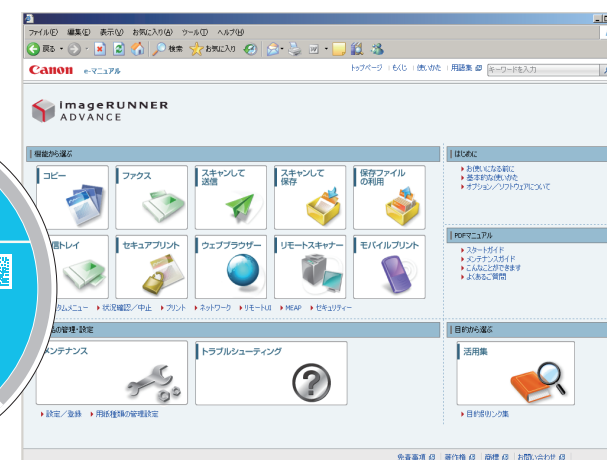 ファイル(F) 編集(E) 表示(V) お気に入り(A) ツール(T) ヘルプ(H)
戻る 検索 お気に入り
Canon e-マニュアル
トップページ もくじ 使いかた 用語集 キーワードを入力
imageRUNNER
ADVANCE
機能から選ぶ
コピー
ファクス
スキャンして
送信
スキャンして
保存
保存ファイル
の利用
信トレイ
セキュアプリント
ウェブブラウザー
リモートスキャナー
モバイルプリント
タムメニュー 状況確認/中止 プリント ネットワーク リモートUI MEAP セキュリティー
の管理・設定
メンテナンス
トラブルシューティング
設定/登録 用紙種類の管理設定
はじめに
お使いになる前に
基本的な使いかた
オプション/ソフトウェアについて
PDFマニュアル
スタートガイド
メンテナンスガイド
こんなことができます
よくあるご質問
目的から選ぶ
活用集
目的別リンク集
免責事項 著作権 商標 お問い合わせ